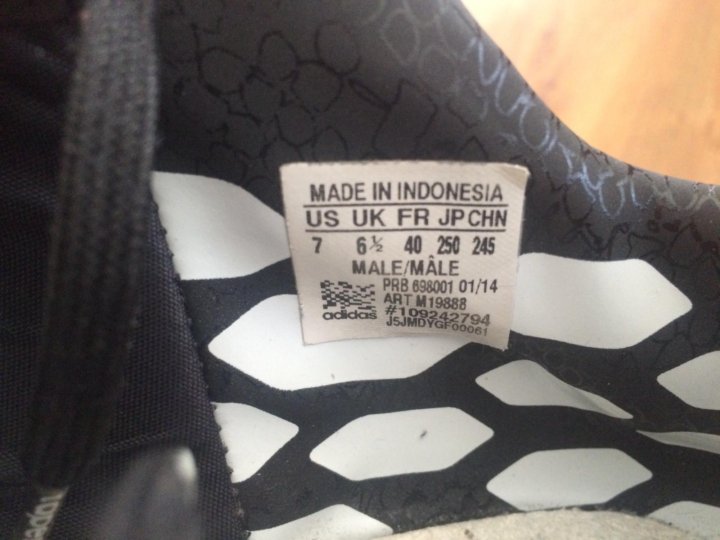 MADE IN INDONESIA
US UK FR JP CHN
7 6½ 40 250 245
MALE/MÂLE
PRB 698001 01/14
ART M19888
#109242794
adidas
J5JMDYGF00061